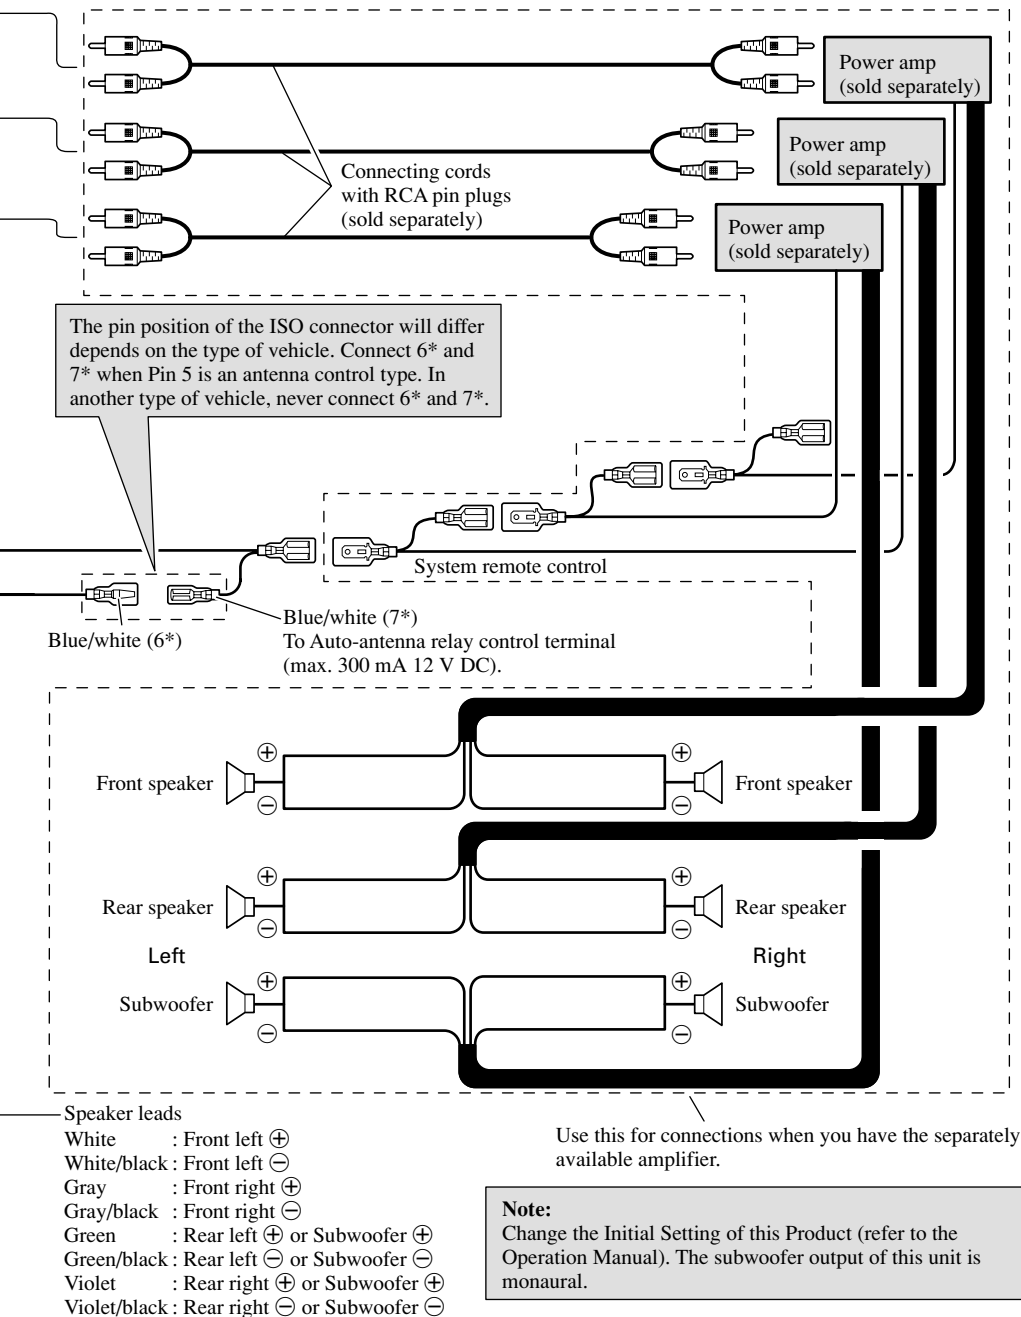 Power amp
(sold separately)
Power amp
(sold separately)
Connecting cords
with RCA pin plugs
(sold separately)
Power amp
(sold separately)
The pin position of the ISO connector will differ
depends on the type of vehicle. Connect 6* and
7* when Pin 5 is an antenna control type. In
another type of vehicle, never connect 6* and 7*.
System remote control
Blue/white (6*)
Blue/white (7*)
To Auto-antenna relay control terminal
(max. 300 mA 12 V DC).
⊕ ⊕
Front speaker Front speaker
⊖ ⊖
⊕ ⊕
Rear speaker Rear speaker
⊖ ⊖
Left Right
⊕ ⊕
Subwoofer Subwoofer
⊖ ⊖
Speaker leads
White : Front left ⊕
White/black : Front left ⊖
Gray : Front right ⊕
Gray/black : Front right ⊖
Green : Rear left ⊕ or Subwoofer ⊕
Green/black : Rear left ⊖ or Subwoofer ⊖
Violet : Rear right ⊕ or Subwoofer ⊕
Violet/black : Rear right ⊖ or Subwoofer ⊖
Use this for connections when you have the separately
available amplifier.
Note:
Change the Initial Setting of this Product (refer to the
Operation Manual). The subwoofer output of this unit is
monaural.